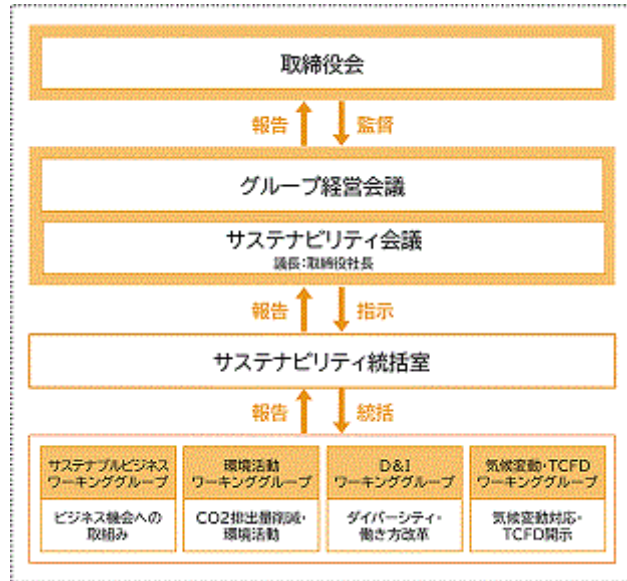 取締役会
報告 監督
グループ経営会議
サステナビリティ会議
議長:取締役社長
報告 指示
サステナビリティ統括室
報告 統括
サステナブルビジネス
ワーキンググループ
ビジネス機会への
取組み
環境活動
ワーキンググループ
CO2排出量削減・
環境活動
D&I
ワーキンググループ
ダイバーシティ・
働き方改革
気候変動・TCFD
ワーキンググループ
気候変動対応・
TCFD開示